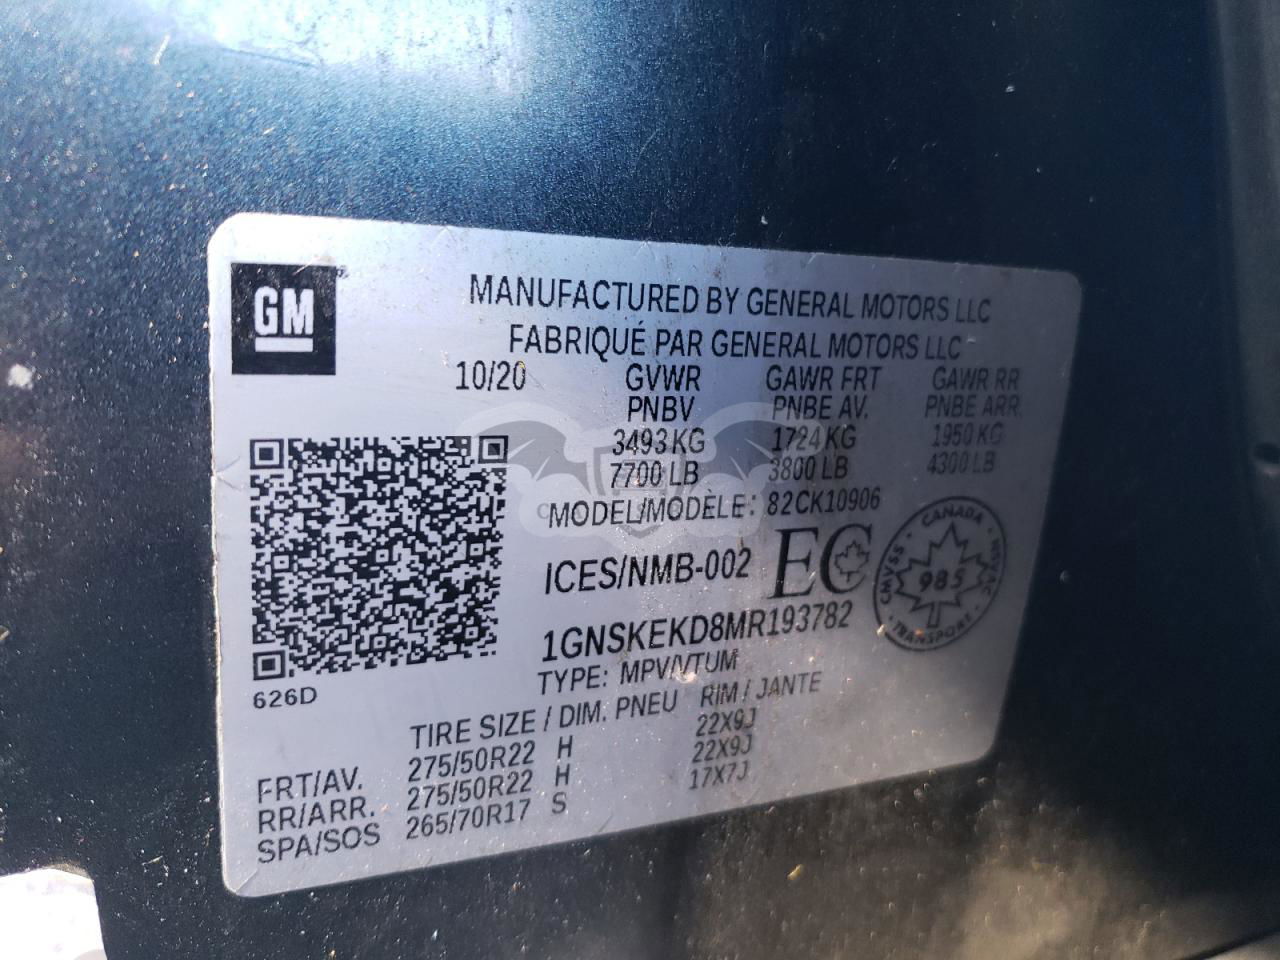 GM
MANUFACTURED BY GENERAL MOTORS LLC
FABRIQUÉ PAR GENERAL MOTORS LLC
10/20 GVWR GAWR FRT GAWR RR
PNBV PNBE AV. PNBE ARR.
3493 KG 1724 KG 1950 KG
7700 LB 3800 LB 4300 LB
MODEL/MODÈLE: 82CK10906
ICES/NMB-002 EC
CANADA
CMVSS 985 NSVAC
TRANSPORT
1GNSKEKD8MR193782
TYPE: MPV/VTUM
626D
TIRE SIZE / DIM. PNEU RIM / JANTE
FRT/AV. 275/50R22 H 22X9J
RR/ARR. 275/50R22 H 22X9J
SPA/SOS 265/70R17 S 17X7J